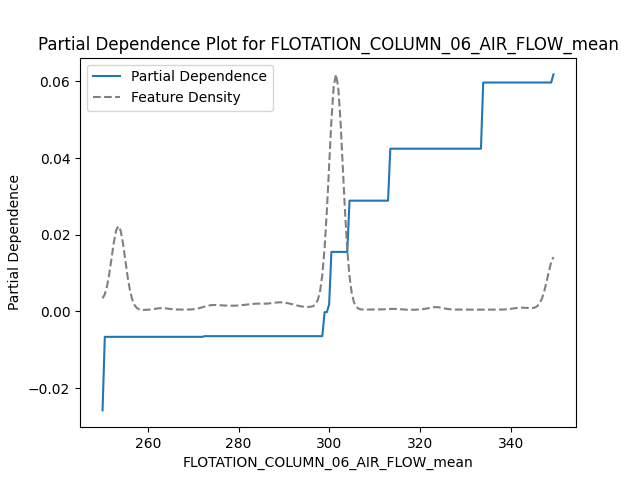 Partial Dependence Plot for FLOTATION_COLUMN_06_AIR_FLOW_mean
Partial Dependence
Feature Density
0.06
0.04
0.02
0.00
−0.02
Partial Dependence
260
280
300
320
340
FLOTATION_COLUMN_06_AIR_FLOW_mean